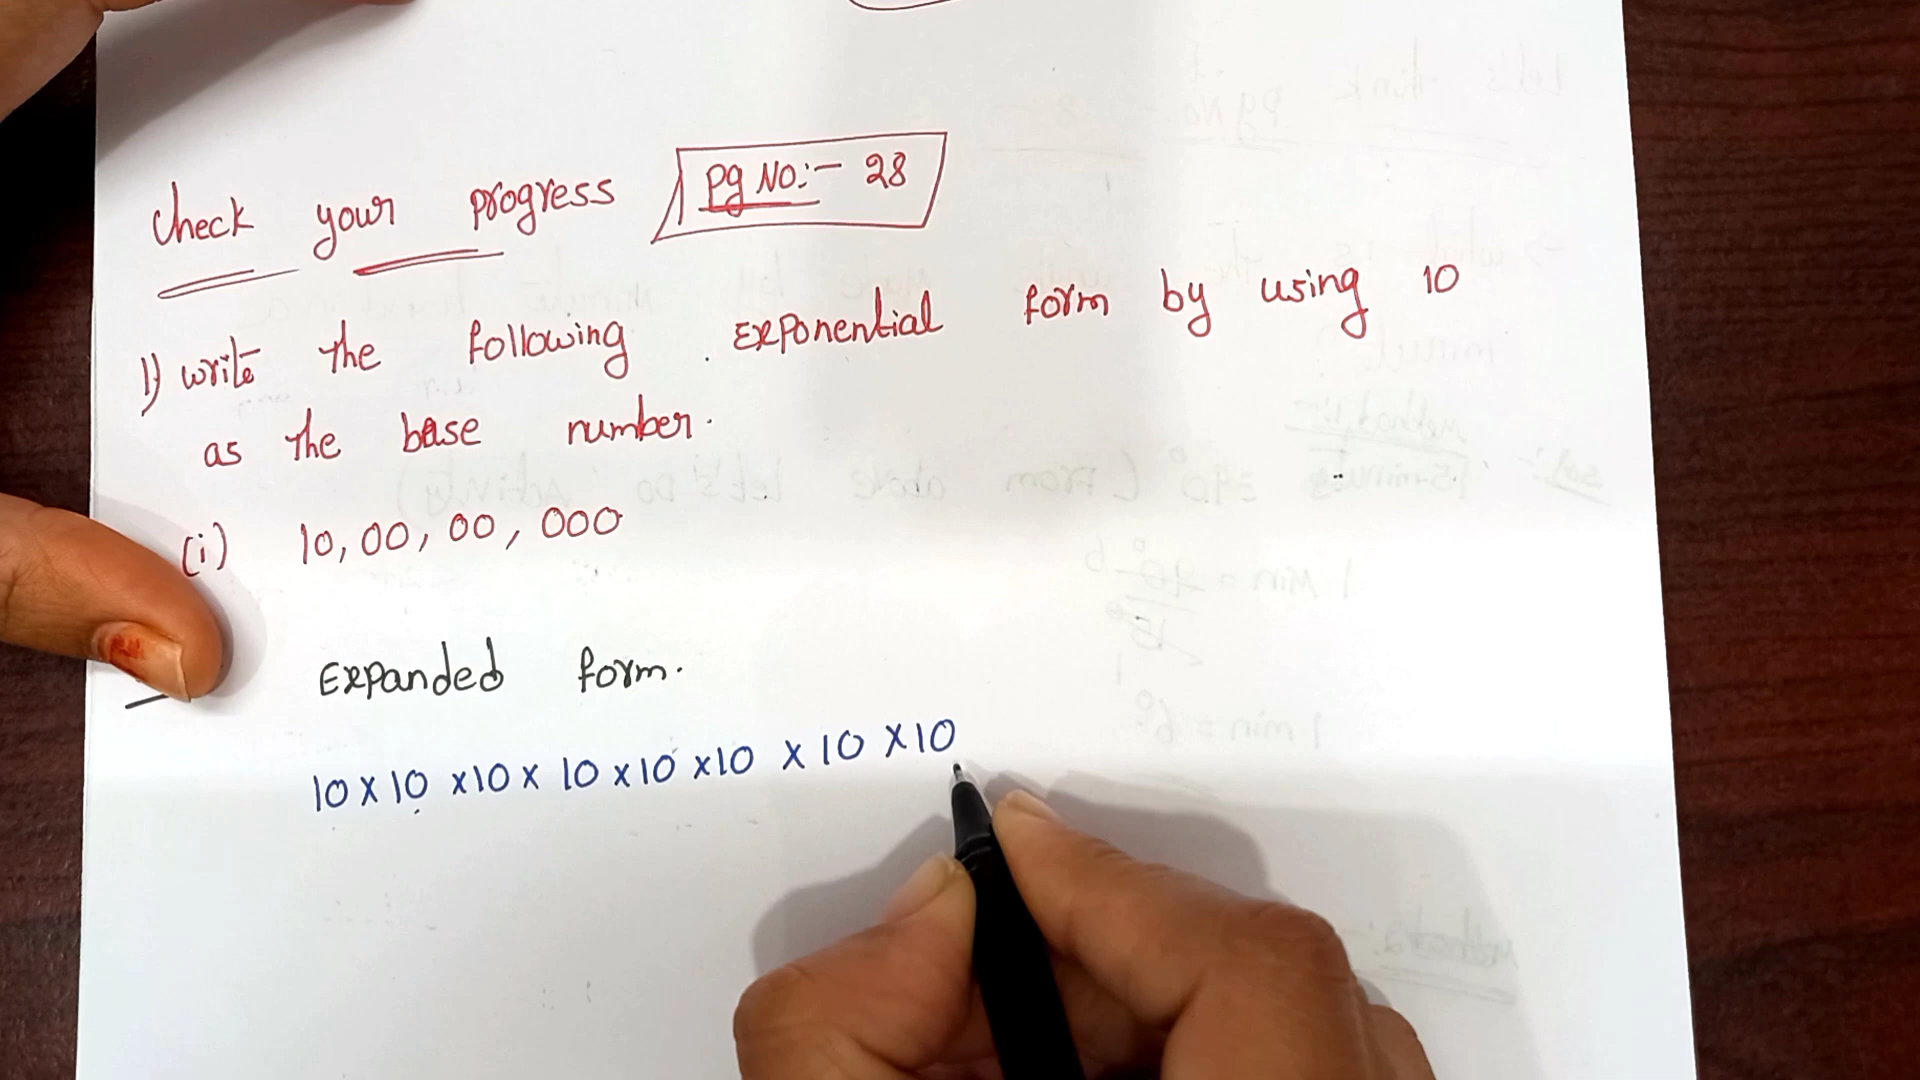 Check your progress Pg No:- 28
1) write the following exponential form by using 10
as the base number.
(i) 10,00,00,000
Expanded form.
10 x 10 x 10 x 10 x 10 x 10 x 10 x 10